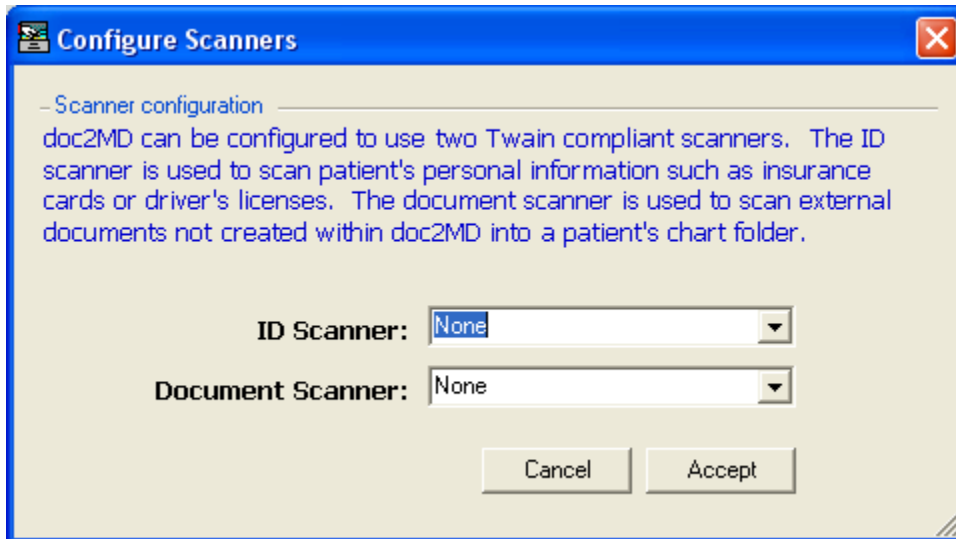 Configure Scanners
Scanner configuration
doc2MD can be configured to use two Twain compliant scanners.  The ID
scanner is used to scan patient's personal information such as insurance
cards or driver's licenses.  The document scanner is used to scan external
documents not created within doc2MD into a patient's chart folder.
ID Scanner: None
Document Scanner: None
Cancel Accept